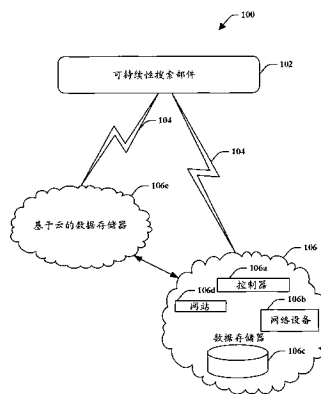 100
可持续性搜索部件
102
104
104
106e
基于云的数据存储器
106
106a
控制器
106d
网站
106b
网络设备
数据存储器
106c